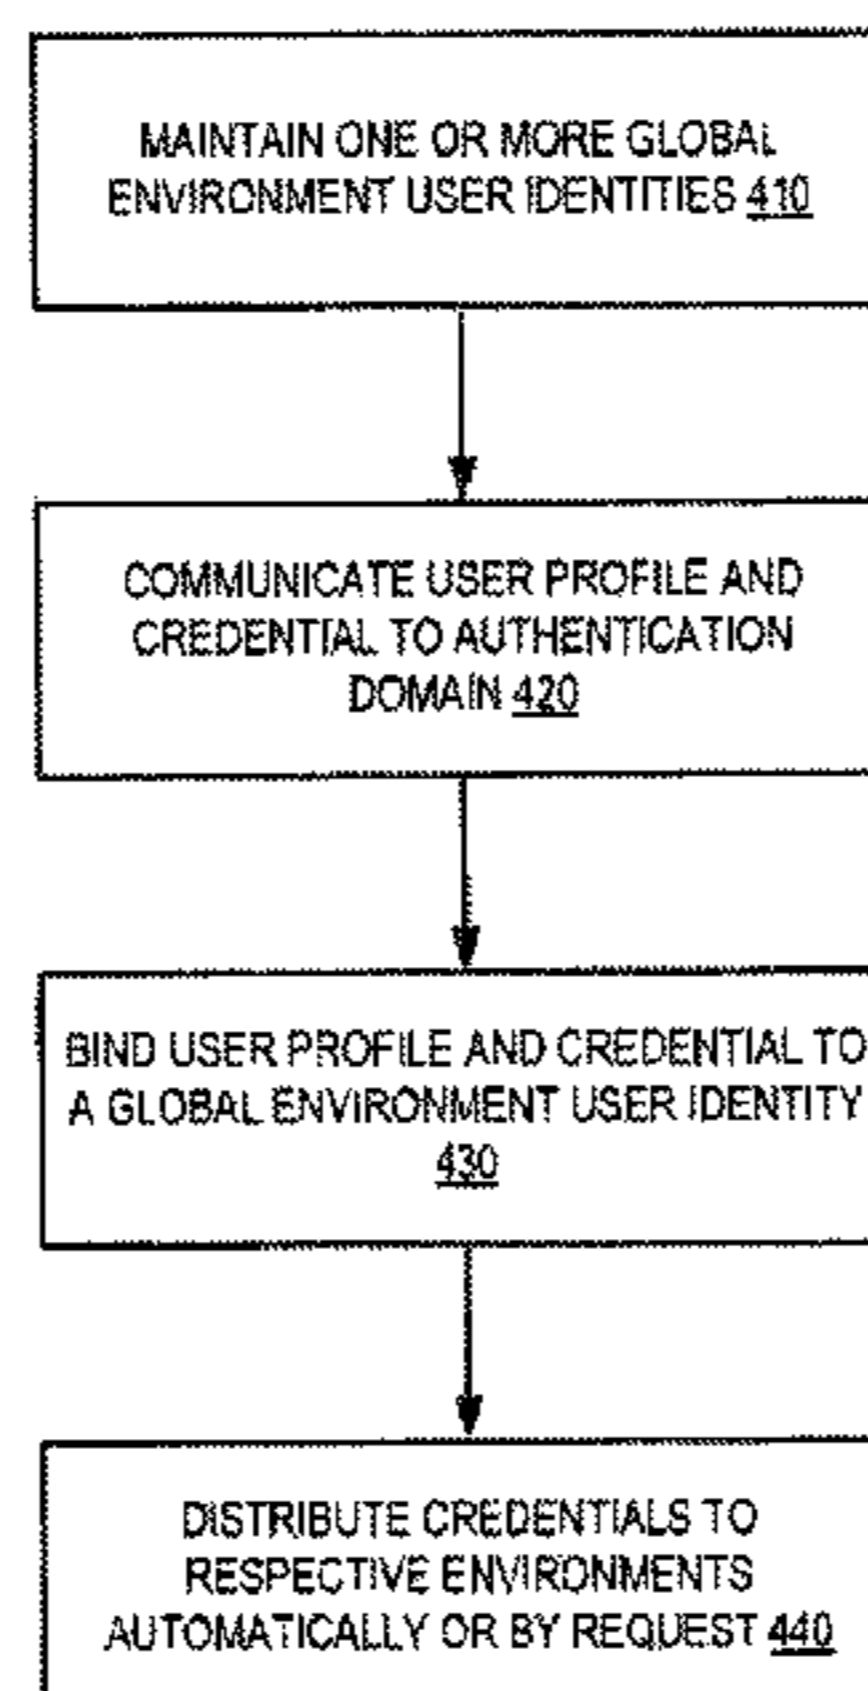 MAINTAIN ONE OR MORE GLOBAL
ENVIRONMENT USER IDENTITIES 410
COMMUNICATE USER PROFILE AND
CREDENTIAL TO AUTHENTICATION
DOMAIN 420
BIND USER PROFILE AND CREDENTIAL TO
A GLOBAL ENVIRONMENT USER IDENTITY
430
DISTRIBUTE CREDENTIALS TO
RESPECTIVE ENVIRONMENTS
AUTOMATICALLY OR BY REQUEST 440